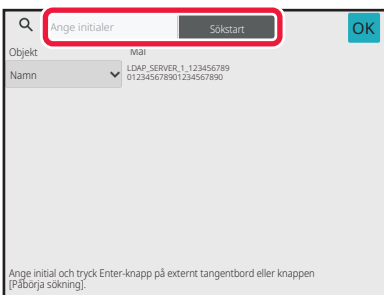 Ange initialer Sökstart OK
Objekt Mål
Namn LDAP_SERVER_1_123456789
012345678901234567890
Ange initial och tryck Enter-knapp på externt tangentbord eller knappen
[Påbörja sökning].